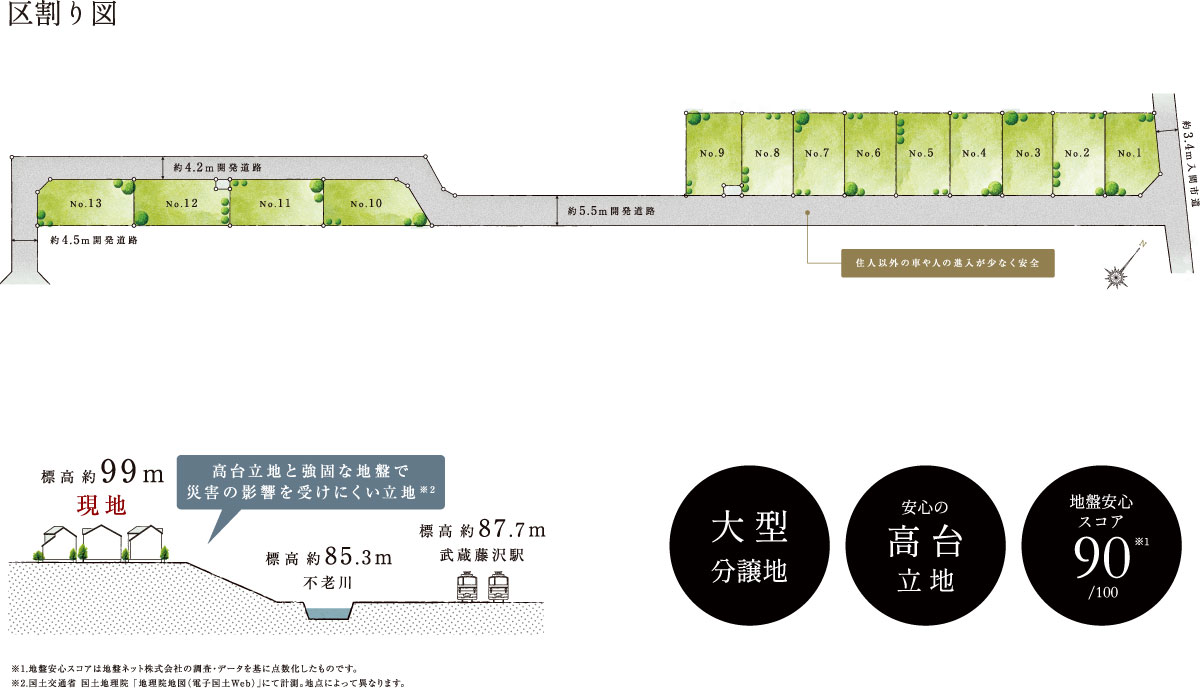 区割り図
No.9
No.8
No.7
No.6
No.5
No.4
No.3
No.2
No.1
約3.4m入間市道
約4.2m開発道路
No.13
No.12
No.11
No.10
約5.5m開発道路
約4.5m開発道路
住人以外の車や人の進入が少なく安全
N
標高約99m
現地
高台立地と強固な地盤で
災害の影響を受けにくい立地※2
標高約85.3m
不老川
標高約87.7m
武蔵藤沢駅
大型
分譲地
安心の
高台
立地
地盤安心
スコア
90※1
/100
※1.地盤安心スコアは地盤ネット株式会社の調査・データを基に点数化したものです。
※2.国土交通省 国土地理院 「地理院地図(電子国土Web)」にて計測。地点によって異なります。